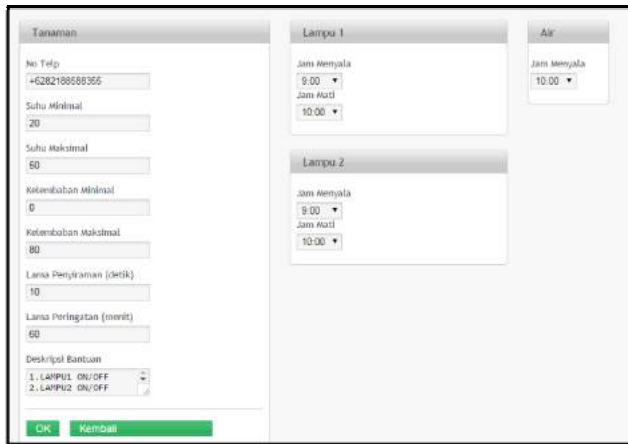 Tanaman
No Telp
+6282188588366
Suhu Minimal
20
Suhu Maksimal
60
Kelembaban Minimal
0
Kelembaban Maksimal
80
Lama Penyiraman (detik)
10
Lama Peringatan (menit)
60
Deskripsi Bantuan
1.LAMPU1 ON/OFF
2.LAMPU2 ON/OFF
OK Kembali
Lampu 1
Jam Menyala
9:00
Jam Mati
10:00
Lampu 2
Jam Menyala
9:00
Jam Mati
10:00
Air
Jam Menyala
10:00